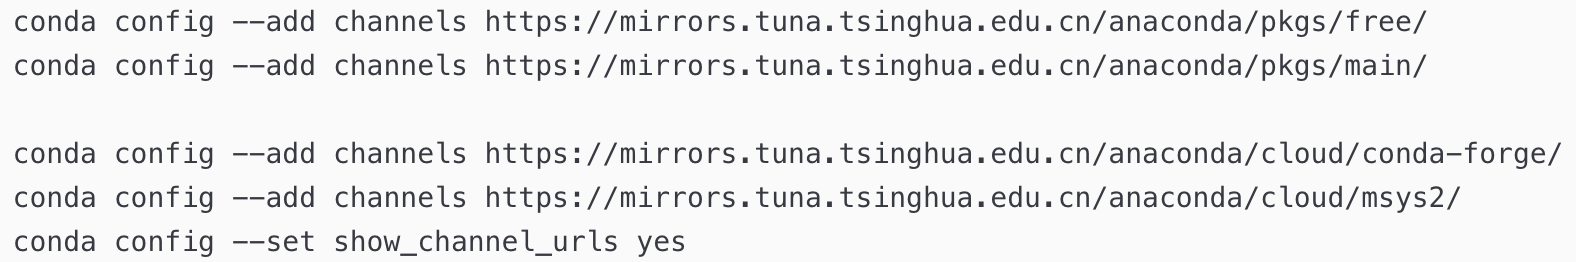 conda config --add channels https://mirrors.tuna.tsinghua.edu.cn/anaconda/pkgs/free/
conda config --add channels https://mirrors.tuna.tsinghua.edu.cn/anaconda/pkgs/main/
conda config --add channels https://mirrors.tuna.tsinghua.edu.cn/anaconda/cloud/conda-forge/
conda config --add channels https://mirrors.tuna.tsinghua.edu.cn/anaconda/cloud/msys2/
conda config --set show_channel_urls yes